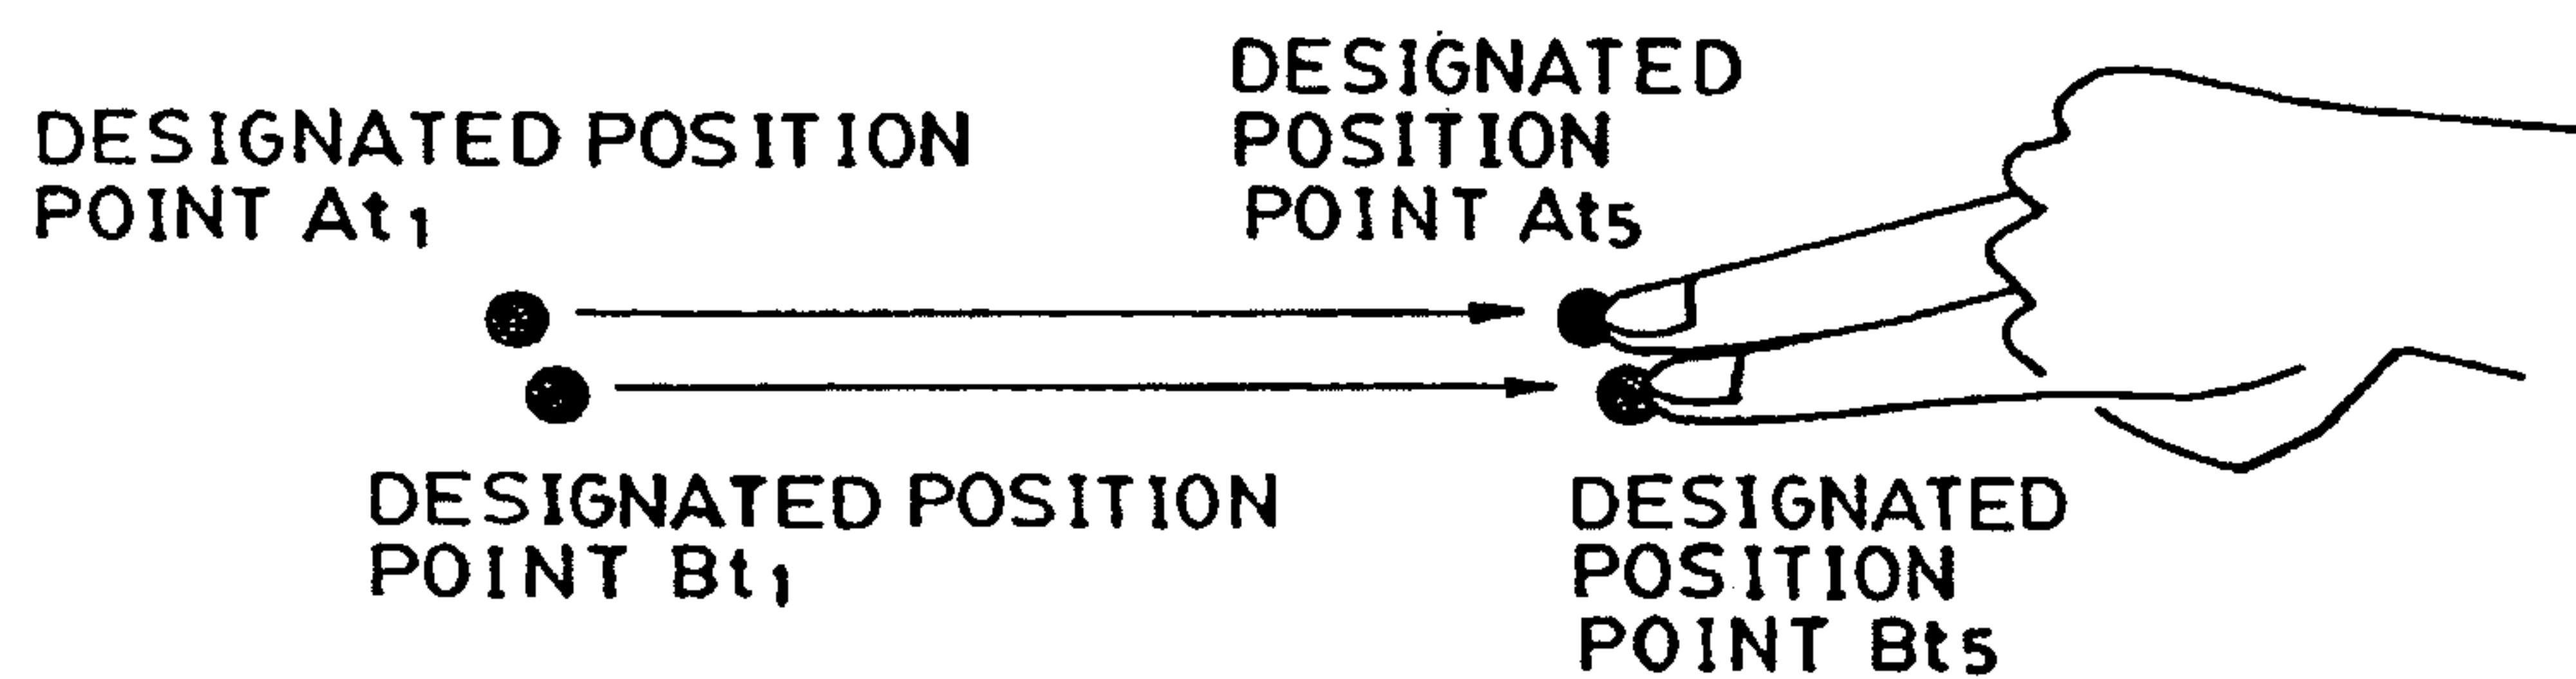 DESIGNATED POSITION
POINT At₁
DESIGNATED
POSITION
POINT At₅
DESIGNATED POSITION
POINT Bt₁
DESIGNATED
POSITION
POINT Bt₅